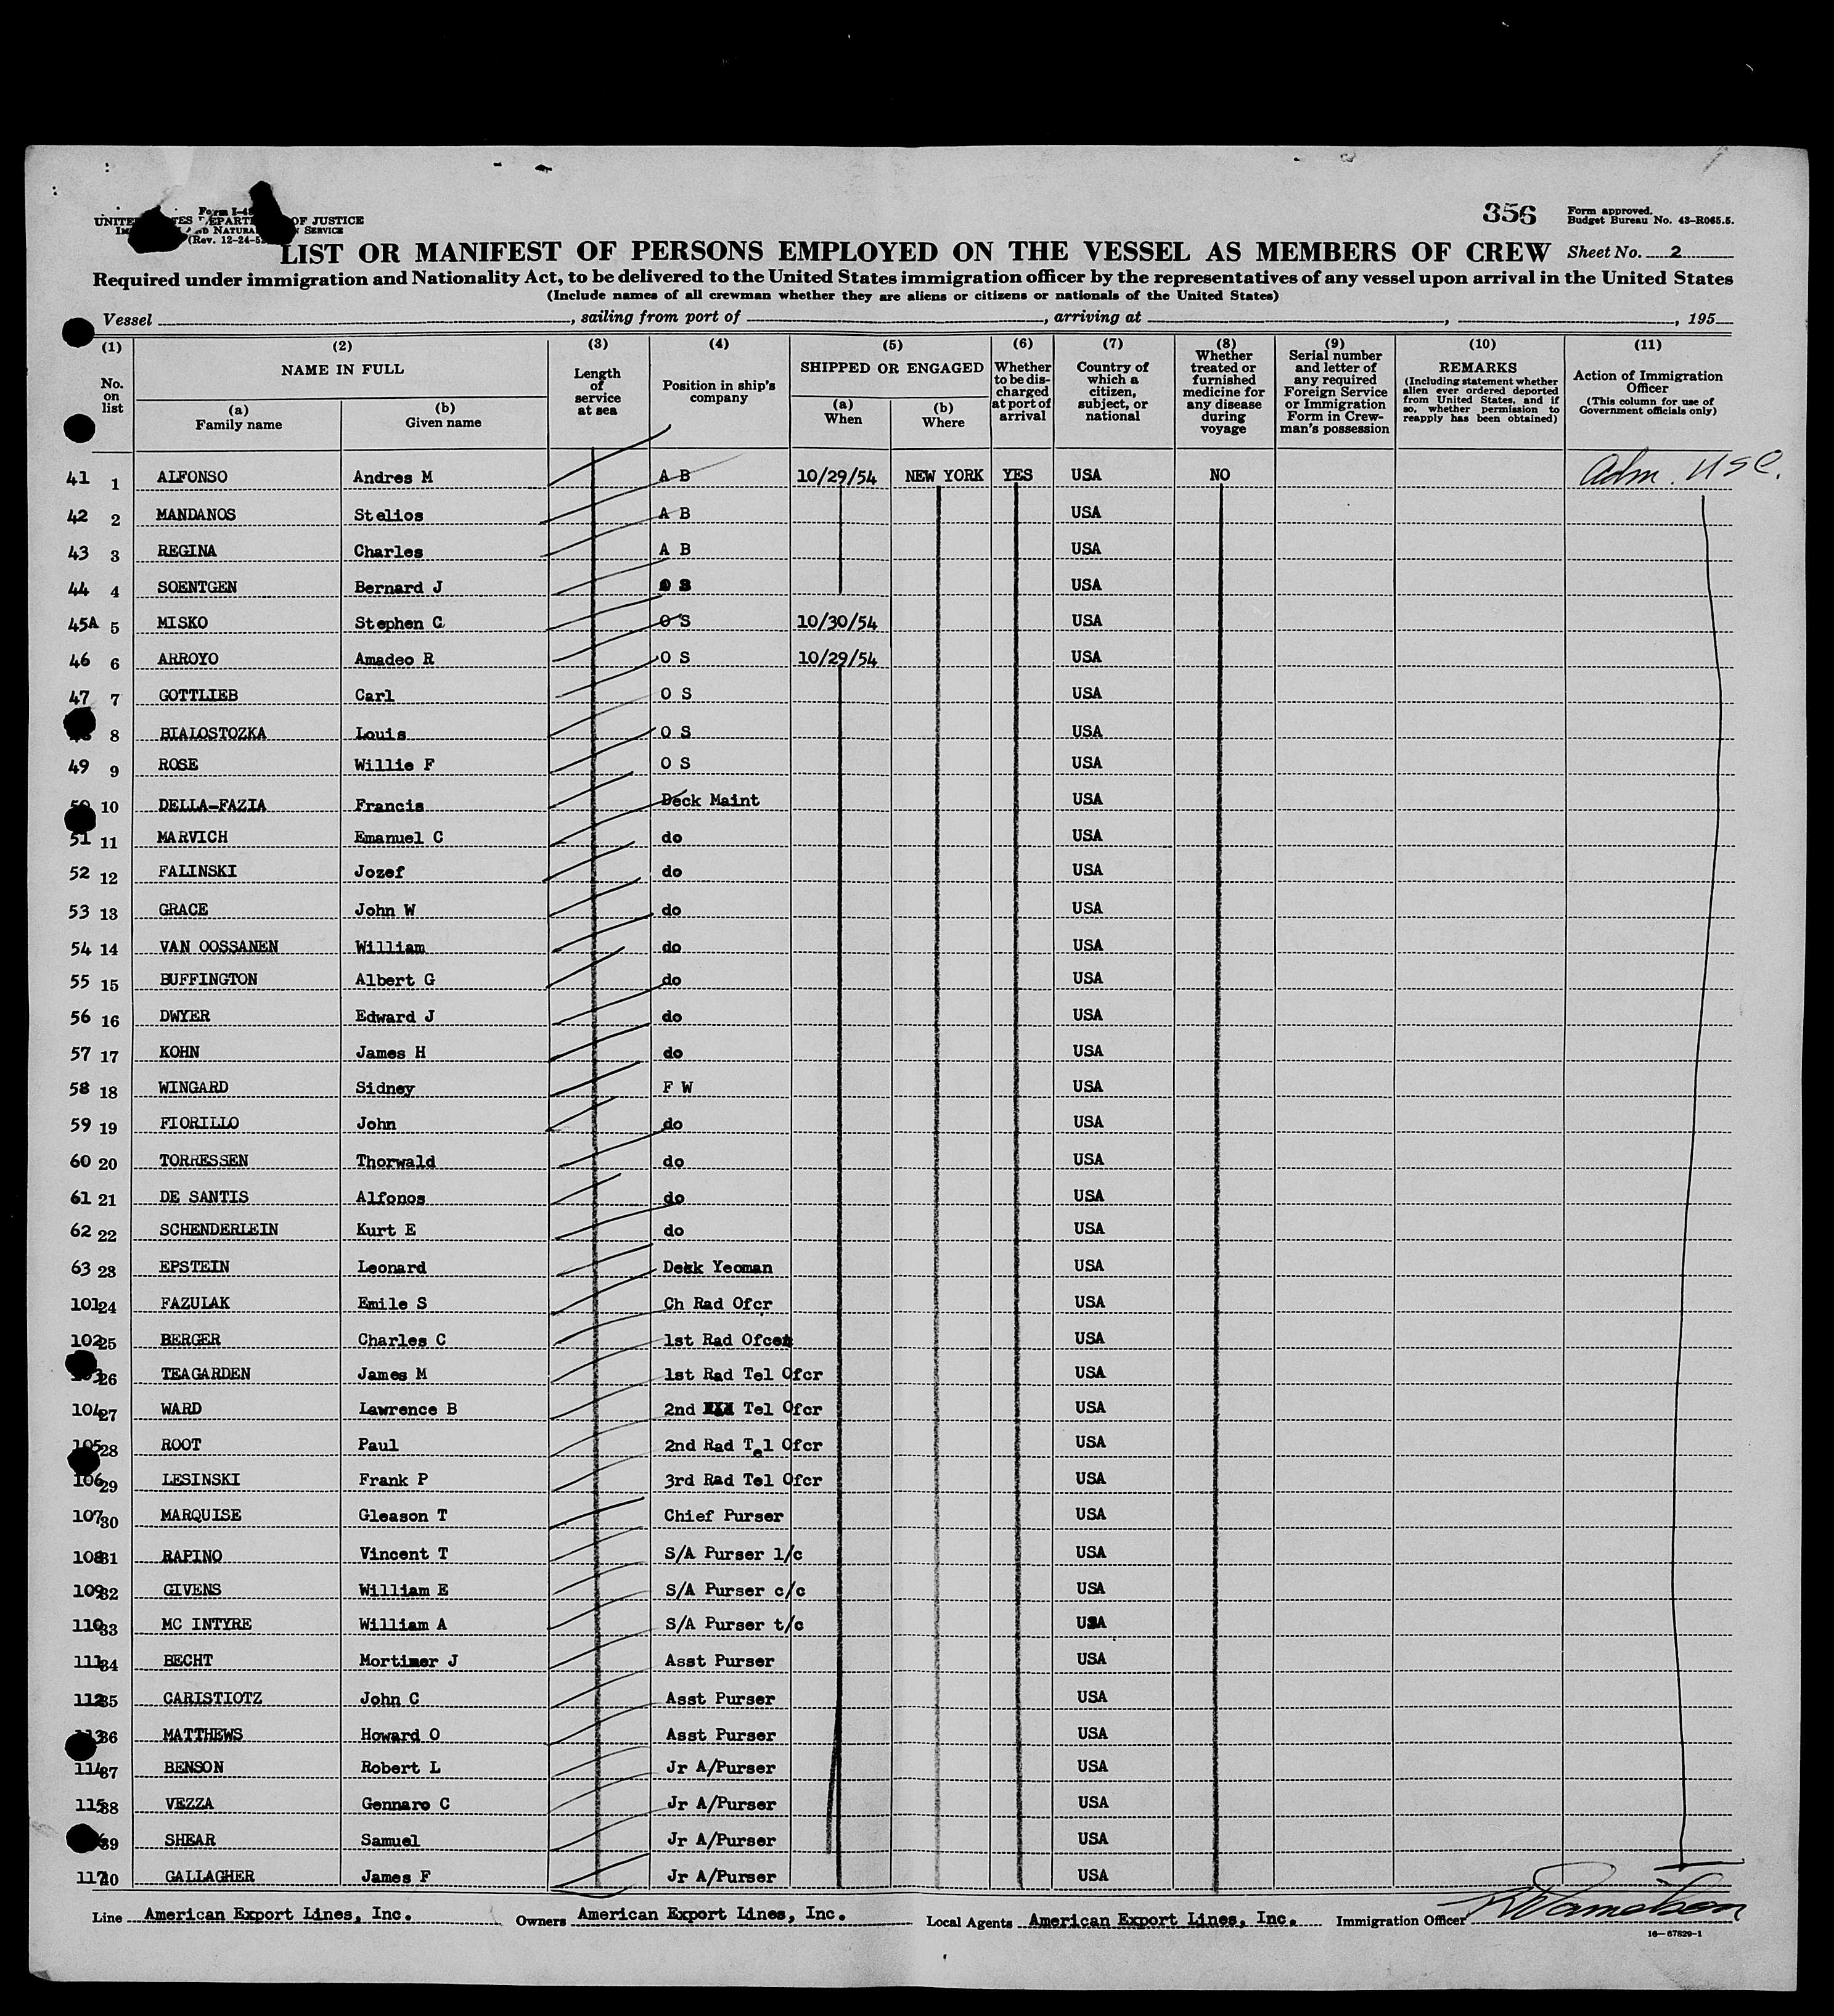 Form I-48
UNITED STATES DEPARTMENT OF JUSTICE
AND NATURALIZATION SERVICE
(Rev. 12-24-52
356
Form approved.
Budget Bureau No. 43-R065.5.
LIST OR MANIFEST OF PERSONS EMPLOYED ON THE VESSEL AS MEMBERS OF CREW
Sheet No. 2
Required under immigration and Nationality Act, to be delivered to the United States immigration officer by the representatives of any vessel upon arrival in the United States
(Include names of all crewman whether they are aliens or citizens or nationals of the United States)
Vessel , sailing from port of , arriving at , , 195
(1) (2) (3) (4) (5) (6) (7) (8) (9) (10) (11)
No. on list
NAME IN FULL
(a) Family name
(b) Given name
Length of service at sea
Position in ship's company
SHIPPED OR ENGAGED
(a) When
(b) Where
Whether to be discharged at port of arrival
Country of which a citizen, subject, or national
Whether treated or furnished medicine for any disease during voyage
Serial number and letter of any required Foreign Service or Immigration Form in Crewman's possession
REMARKS
(Including statement whether alien ever ordered deported from United States, and if so, whether permission to reapply has been obtained)
Action of Immigration Officer
(This column for use of Government officials only)
41 1 ALFONSO Andres M A B 10/29/54 NEW YORK YES USA NO Adm. USC.
42 2 MANDANOS Stelios A B USA
43 3 REGINA Charles A B USA
44 4 SOENTGEN Bernard J O S USA
45A 5 MISKO Stephen C O S 10/30/54 USA
46 6 ARROYO Amadeo R O S 10/29/54 USA
47 7 GOTTLIEB Carl O S USA
8 BIALOSTOZKA Louis O S USA
49 9 ROSE Willie F O S USA
50 10 DELLA-FAZIA Francis Deck Maint USA
51 11 MARVICH Emanuel C do USA
52 12 FALINSKI Jozef do USA
53 13 GRACE John W do USA
54 14 VAN OOSSANEN William do USA
55 15 BUFFINGTON Albert G do USA
56 16 DWYER Edward J do USA
57 17 KOHN James H do USA
58 18 WINGARD Sidney F W USA
59 19 FIORILLO John do USA
60 20 TORRESSEN Thorwald do USA
61 21 DE SANTIS Alfonos do USA
62 22 SCHENDERLEIN Kurt E do USA
63 23 EPSTEIN Leonard Deck Yeoman USA
101 24 FAZULAK Emile S Ch Rad Ofcr USA
102 25 BERGER Charles C 1st Rad Ofcer USA
26 TEAGARDEN James M 1st Rad Tel Ofcr USA
104 27 WARD Lawrence B 2nd Tel Ofcr USA
105 28 ROOT Paul 2nd Rad Tel Ofcr USA
106 29 LESINSKI Frank P 3rd Rad Tel Ofcr USA
107 30 MARQUISE Gleason T Chief Purser USA
108 31 RAPINO Vincent T S/A Purser 1/c USA
109 32 GIVENS William E S/A Purser c/c USA
110 33 MC INTYRE William A S/A Purser t/c USA
111 34 BECHT Mortimer J Asst Purser USA
112 35 CARISTIOTZ John C Asst Purser USA
113 36 MATTHEWS Howard O Asst Purser USA
114 37 BENSON Robert L Jr A/Purser USA
115 38 VEZZA Gennaro C Jr A/Purser USA
39 SHEAR Samuel Jr A/Purser USA
117 40 GALLAGHER James F Jr A/Purser USA
Line American Export Lines, Inc. Owners American Export Lines, Inc. Local Agents American Export Lines, Inc. Immigration Officer
16-67829-1